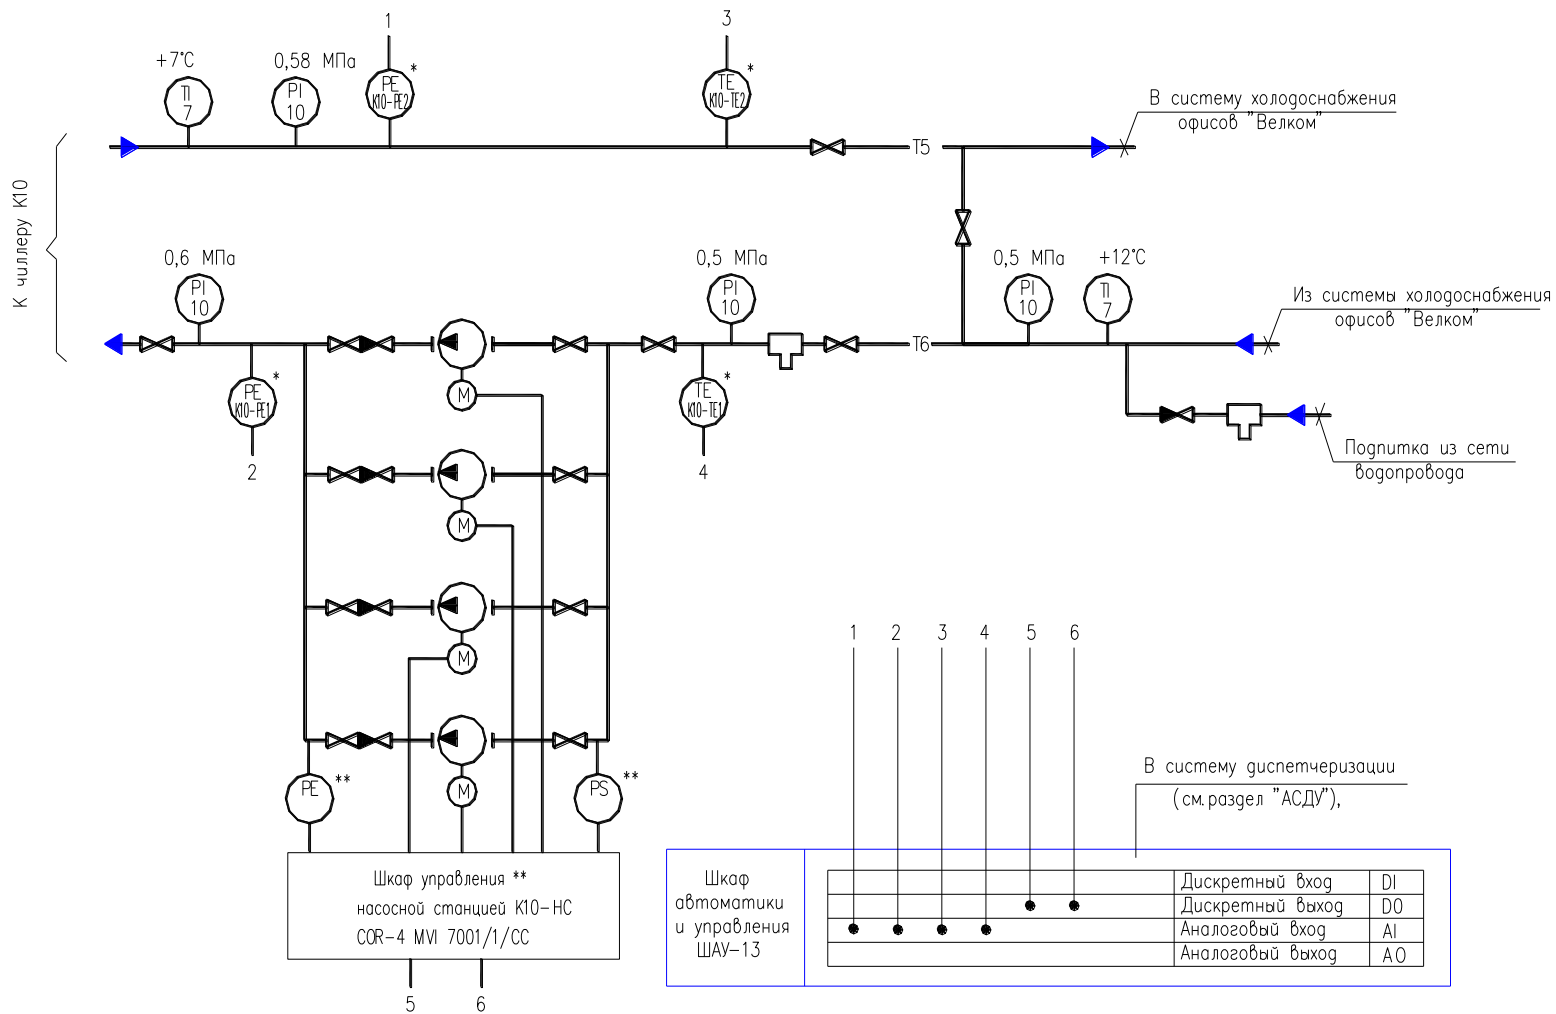 1
3
+7°C
0,58 МПа
*
*
TI
7
PI
10
PE
K10-PE2
TE
K10-TE2
В систему холодоснабжения
офисов "Велком"
T5
К чиллеру К10
0,6 МПа
0,5 МПа
0,5 МПа
+12°C
PI
10
PI
10
PI
10
TI
7
Из системы холодоснабжения
офисов "Велком"
T6
PE
K10-PE1
*
M
TE
K10-TE1
*
2
4
Подпитка из сети
водопровода
M
M
1
2
3
4
5
6
PE
**
M
PS
**
В систему диспетчеризации
(см.раздел "АСДУ"),
Шкаф управления **
насосной станцией К10-НС
COR-4 MVI 7001/1/CC
Шкаф
автоматики
и управления
ШАУ-13
Дискретный вход DI
Дискретный выход DO
Аналоговый вход AI
Аналоговый выход AO
5
6